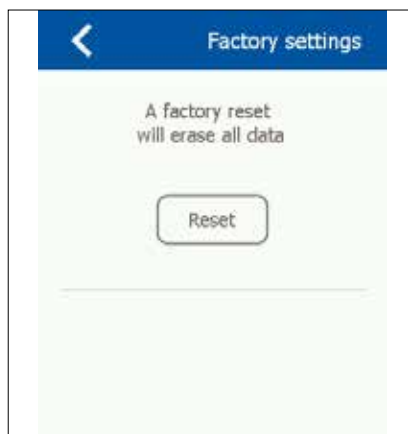 Factory settings
A factory reset
will erase all data
Reset